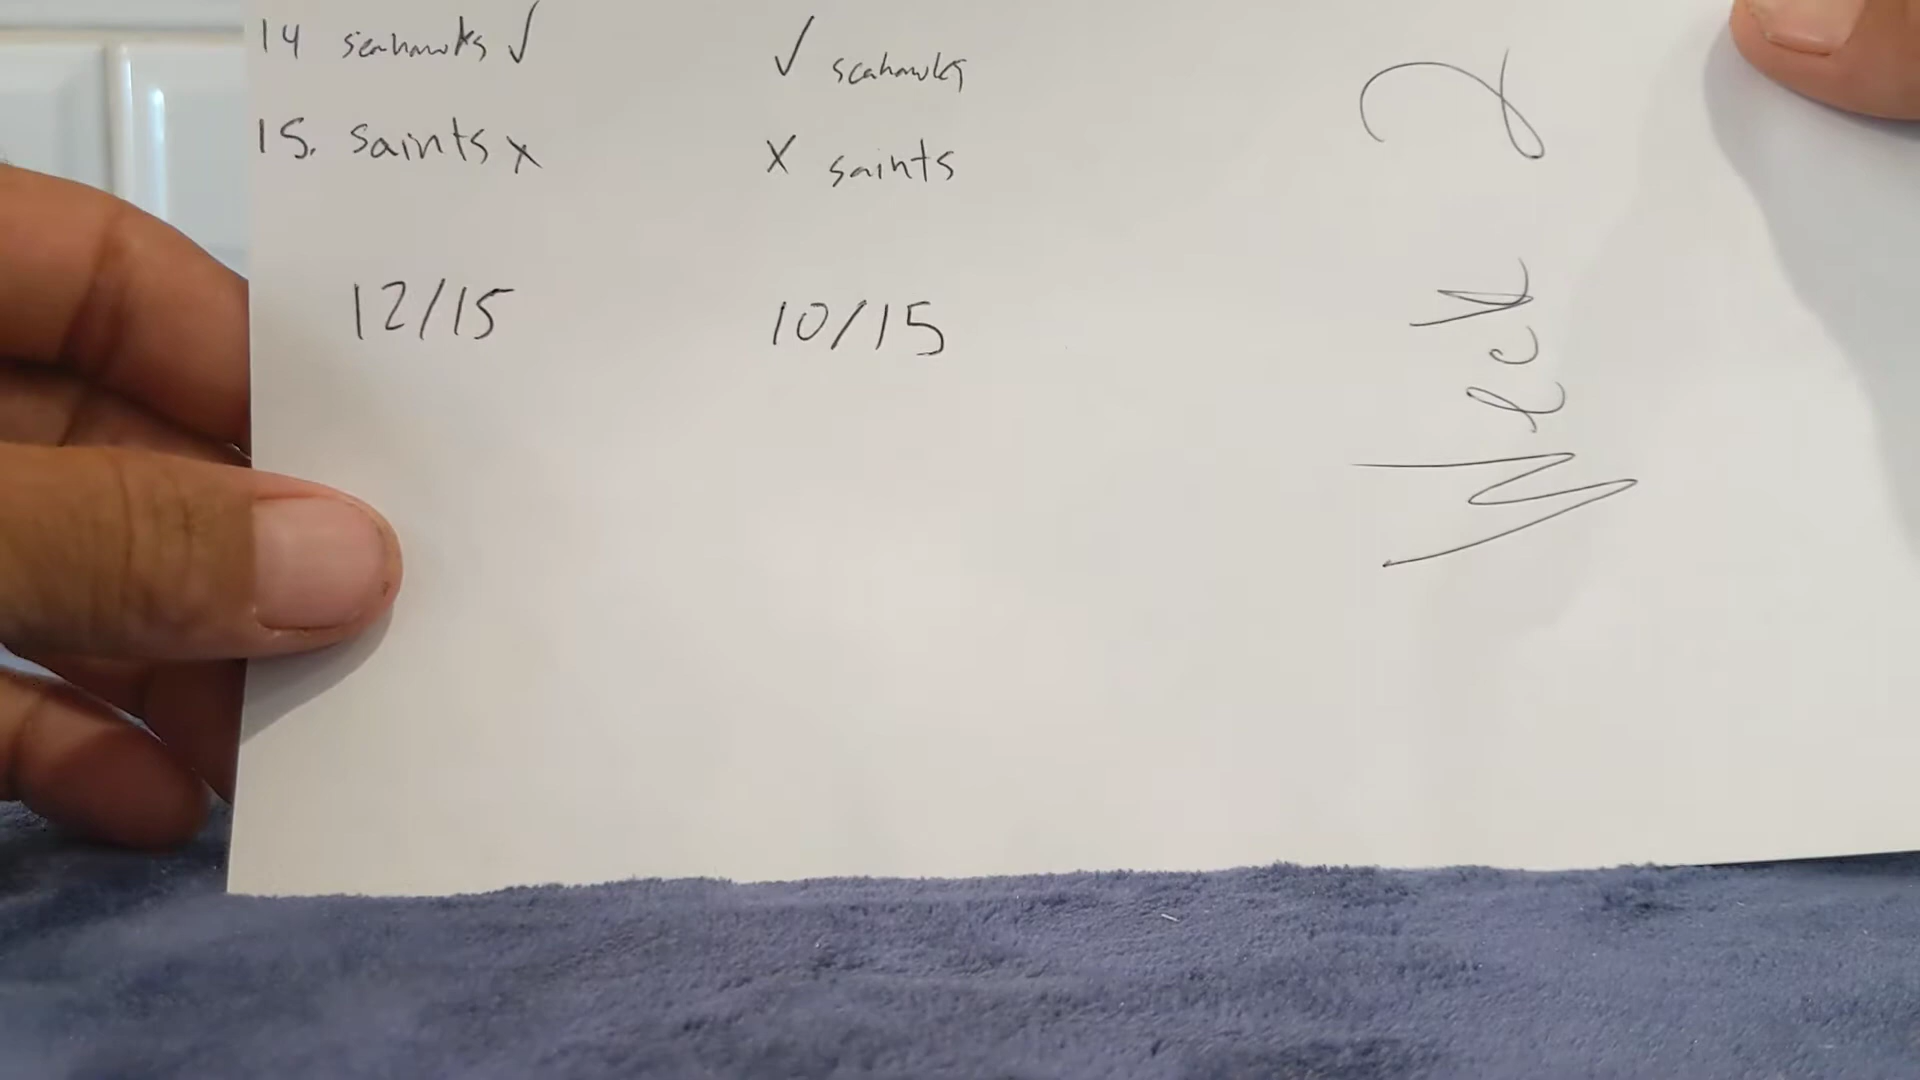 14 seahawks ✓ ✓ seahawks
15. saints x x saints
12/15 10/15
Week 2